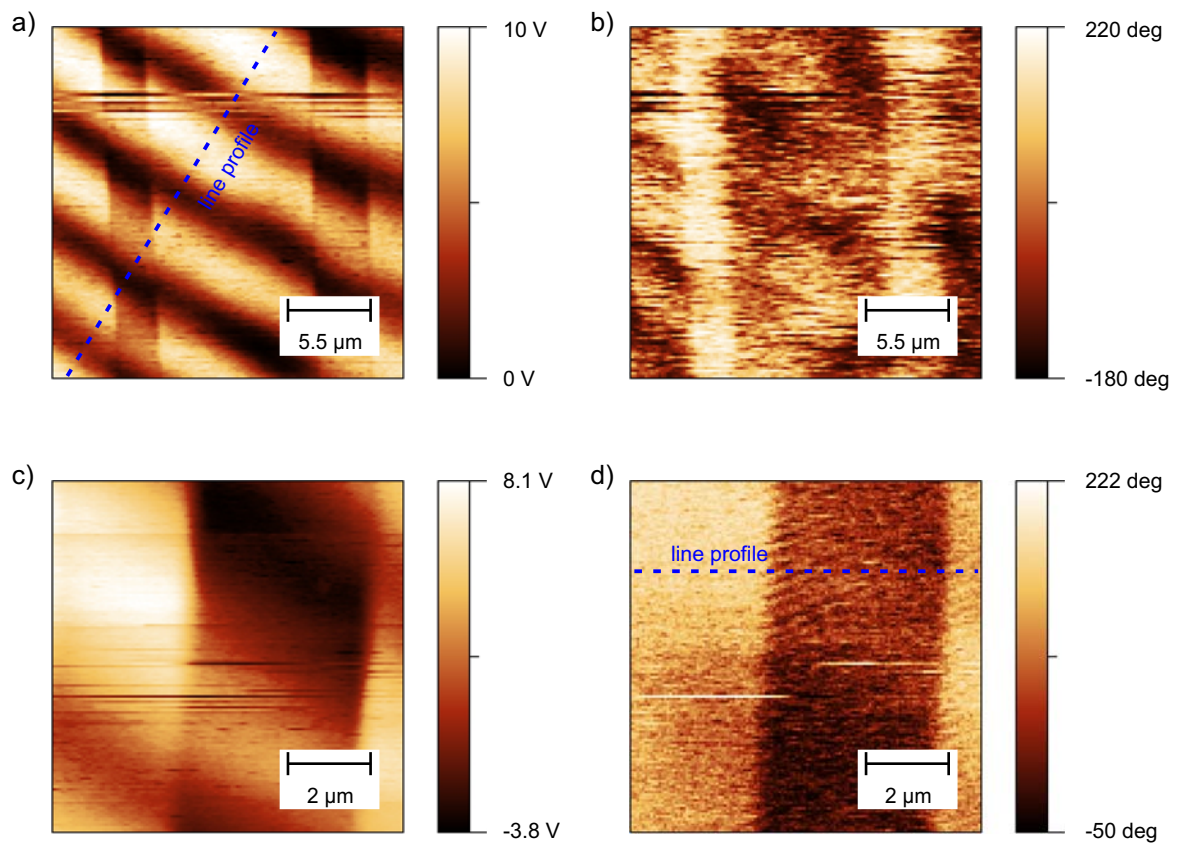 a)
10 V
line profile
5.5 µm
0 V
b)
220 deg
5.5 µm
-180 deg
c)
8.1 V
2 µm
-3.8 V
d)
222 deg
line profile
2 µm
-50 deg